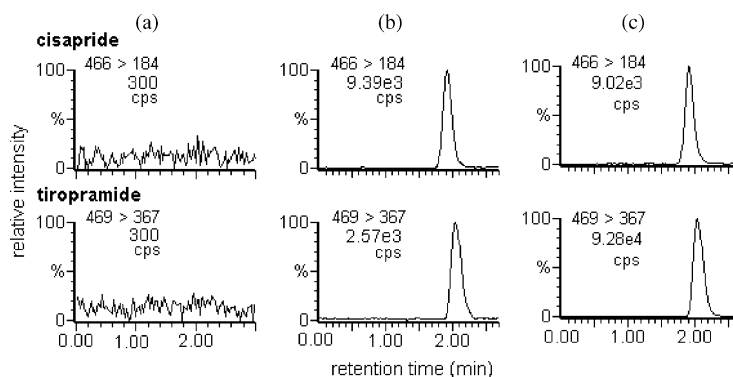 (a) (b) (c)
cisapride
466 > 184
300
cps
100
%
0
466 > 184
9.39e3
cps
100
%
0
466 > 184
9.02e3
cps
100
%
0
relative intensity
tiropramide
469 > 367
300
cps
100
%
0
0.00 1.00 2.00
469 > 367
2.57e3
cps
100
%
0
0.00 1.00 2.00
469 > 367
9.28e4
cps
100
%
0
0.00 1.00 2.00
retention time (min)